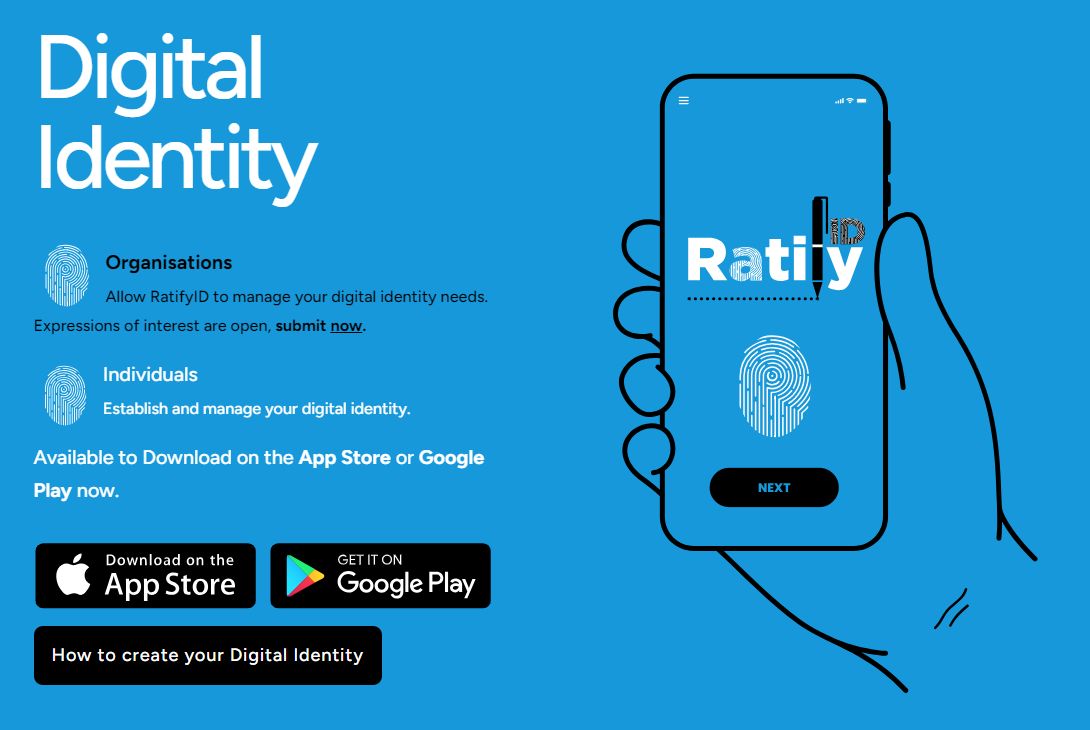 Digital
Identity
Organisations
Allow RatifyID to manage your digital identity needs.
Expressions of interest are open, submit now.
Individuals
Establish and manage your digital identity.
Available to Download on the App Store or Google
Play now.
Download on the
App Store
GET IT ON
Google Play
How to create your Digital Identity
Ratify
iD
NEXT